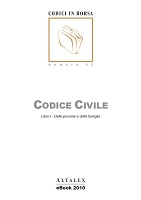 CODICI IN BORSA
Numero 01
CODICE CIVILE
Libro I - Delle persone e della famiglia
ALTALEX
eBook 2010